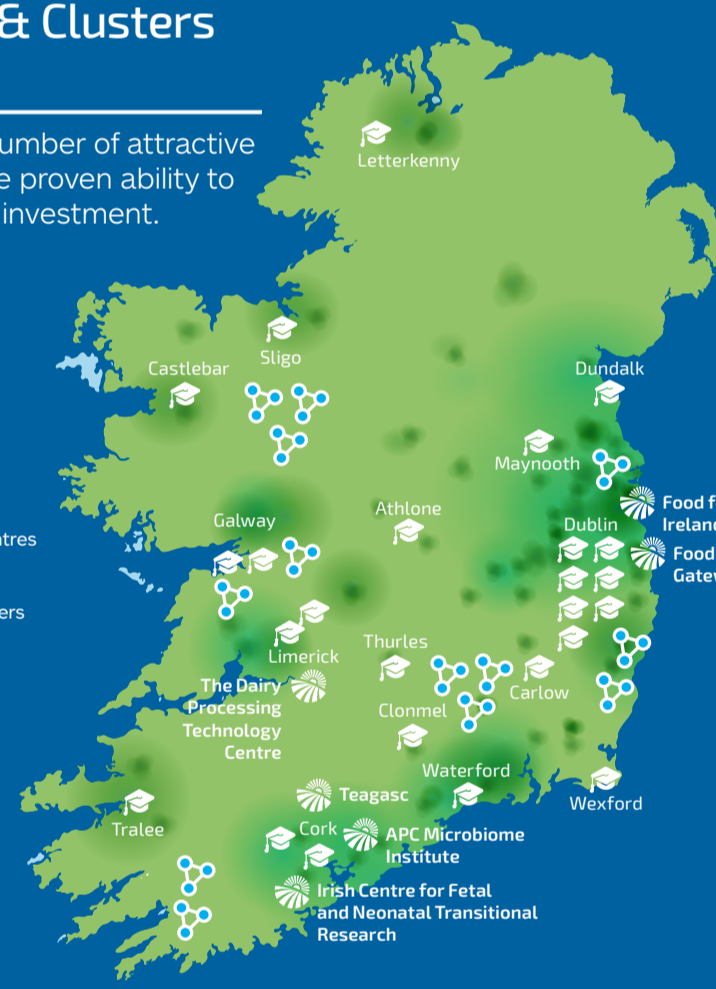 & Clusters
umber of attractive
e proven ability to
investment.
Letterkenny
Sligo
Castlebar
Dundalk
Maynooth
Food f
Ireland
Galway
Athlone
Dublin
Food
Gatew
ntres
ers
Limerick
Thurles
Carlow
The Dairy
Processing
Technology
Centre
Clonmel
Waterford
Wexford
Teagasc
Tralee
Cork
APC Microbiome
Institute
Irish Centre for Fetal
and Neonatal Transitional
Research